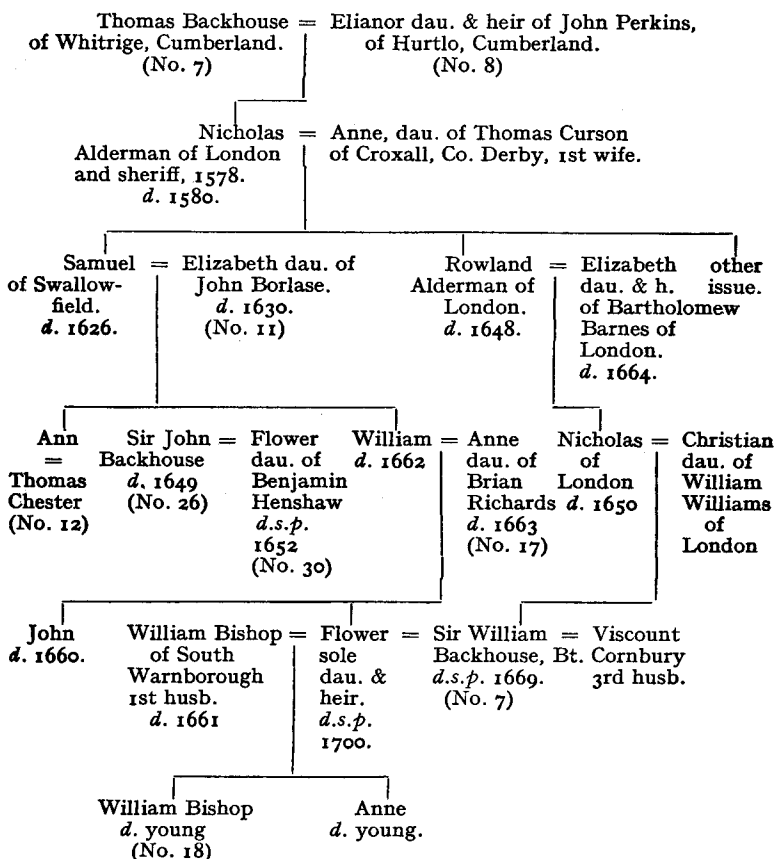 Thomas Backhouse = Elianor dau. & heir of John Perkins,
of Whitrige, Cumberland. of Hurtlo, Cumberland.
(No. 7) (No. 8)
Nicholas = Anne, dau. of Thomas Curson
Alderman of London of Croxall, Co. Derby, 1st wife.
and sheriff, 1578.
d. 1580.
Samuel = Elizabeth dau. of Rowland = Elizabeth other
of Swallow- John Borlase. Alderman of dau. & h. issue.
field. d. 1630. London. of Bartholomew
d. 1626. (No. 11) d. 1648. Barnes of
London.
d. 1664.
Ann Sir John = Flower William = Anne Nicholas = Christian
= Backhouse dau. of d. 1662 dau. of of dau. of
Thomas d. 1649 Benjamin Brian London William
Chester (No. 26) Henshaw Richards d. 1650 Williams
(No. 12) d.s.p. d. 1663 of
1652 (No. 17) London
(No. 30)
John William Bishop = Flower = Sir William = Viscount
d. 1660. of South sole Backhouse, Bt. Cornbury
Warnborough dau. & d.s.p. 1669. 3rd husb.
1st husb. heir. (No. 7)
d. 1661 d.s.p.
1700.
William Bishop Anne
d. young d. young.
(No. 18)